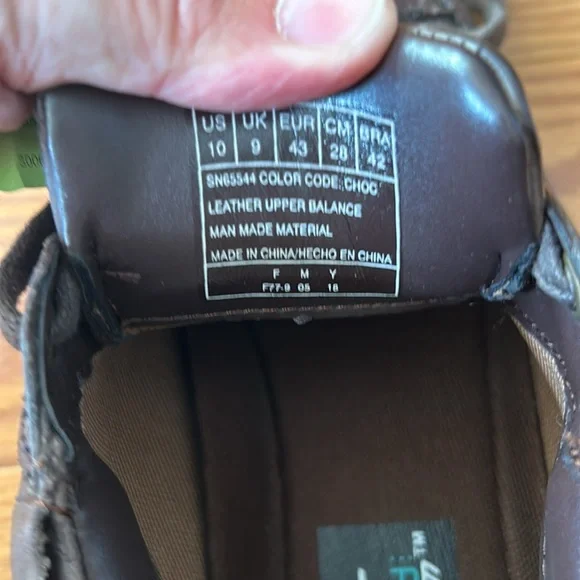 US UK EUR CM BRA
10 9 43 28 42
SN65544 COLOR CODE:CHOC
LEATHER UPPER BALANCE
MAN MADE MATERIAL
MADE IN CHINA/HECHO EN CHINA
F M Y
F77-9 05 18